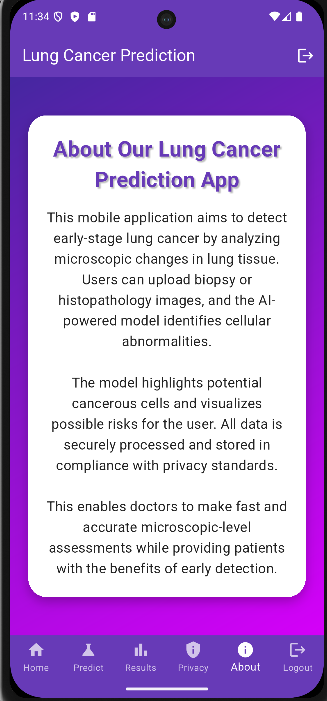 11:34
Lung Cancer Prediction
About Our Lung Cancer
Prediction App
This mobile application aims to detect
early-stage lung cancer by analyzing
microscopic changes in lung tissue.
Users can upload biopsy or
histopathology images, and the AI-
powered model identifies cellular
abnormalities.
The model highlights potential
cancerous cells and visualizes
possible risks for the user. All data is
securely processed and stored in
compliance with privacy standards.
This enables doctors to make fast and
accurate microscopic-level
assessments while providing patients
with the benefits of early detection.
Home Predict Results Privacy About Logout